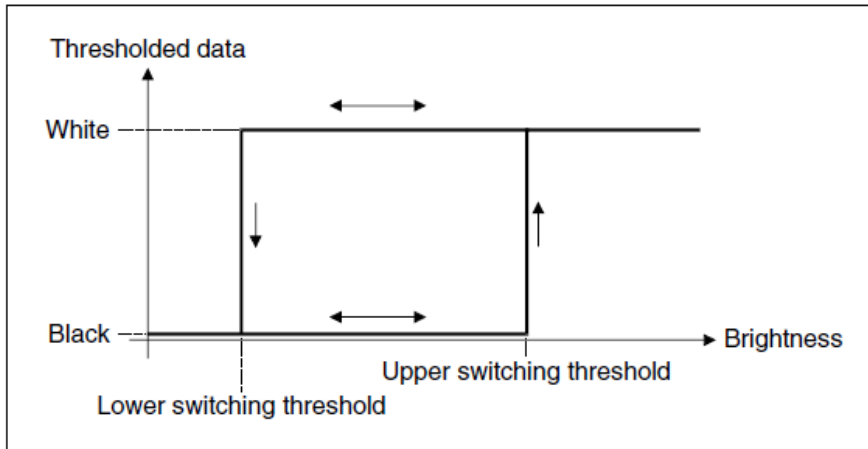 Thresholded data
White
Black
Brightness
Upper switching threshold
Lower switching threshold